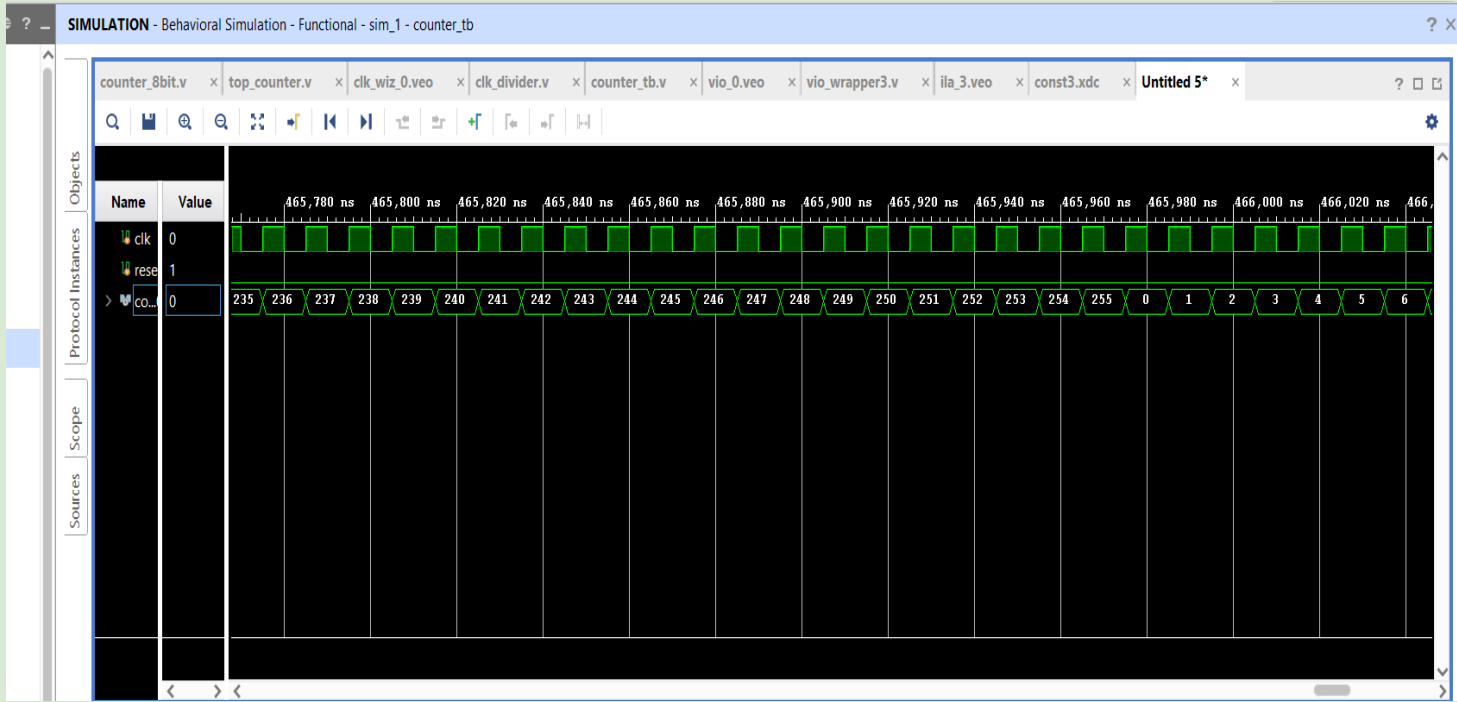 ? _
SIMULATION - Behavioral Simulation - Functional - sim_1 - counter_tb
? ×
counter_8bit.v × top_counter.v × clk_wiz_0.veo × clk_divider.v × counter_tb.v × vio_0.veo × vio_wrapper3.v × ila_3.veo × const3.xdc × Untitled 5* ×
?
Objects
Protocol Instances
Scope
Sources
Name Value
465,780 ns 465,800 ns 465,820 ns 465,840 ns 465,860 ns 465,880 ns 465,900 ns 465,920 ns 465,940 ns 465,960 ns 465,980 ns 466,000 ns 466,020 ns 466,
clk 0
rese 1
co... 0
235 236 237 238 239 240 241 242 243 244 245 246 247 248 249 250 251 252 253 254 255 0 1 2 3 4 5 6